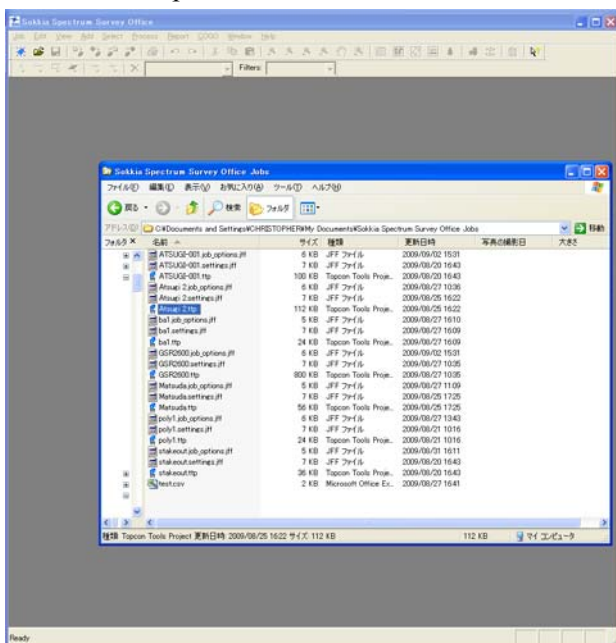 Sokkia Spectrum Survey Office
Job Edit View Add Select Process Report COGO Window Help
Filters:
Sokkia Spectrum Survey Office Jobs
ファイル(F) 編集(E) 表示(V) お気に入り(A) ツール(T) ヘルプ(H)
戻る 検索 フォルダ
アドレス(D) C:¥Documents and Settings¥CHRISTOPHER¥My Documents¥Sokkia Spectrum Survey Office Jobs 移動
フォルダ × 名前 サイズ 種類 更新日時 写真の撮影日 大きさ
ATSUGI-001.job_options.jff 6 KB JFF ファイル 2009/09/02 15:31
ATSUGI-001.settings.jff 7 KB JFF ファイル 2009/08/20 16:43
ATSUGI-001.ttp 100 KB Topcon Tools Proje... 2009/08/20 16:43
Atsugi 2.job_options.jff 6 KB JFF ファイル 2009/08/27 10:36
Atsugi 2.settings.jff 7 KB JFF ファイル 2009/08/25 16:22
Atsugi 2.ttp 112 KB Topcon Tools Proje... 2009/08/25 16:22
ba1.job_options.jff 5 KB JFF ファイル 2009/08/27 16:10
ba1.settings.jff 7 KB JFF ファイル 2009/08/27 16:09
ba1.ttp 24 KB Topcon Tools Proje... 2009/08/27 16:09
GSR2600.job_options.jff 6 KB JFF ファイル 2009/09/02 15:31
GSR2600.settings.jff 7 KB JFF ファイル 2009/08/27 10:35
GSR2600.ttp 800 KB Topcon Tools Proje... 2009/08/27 10:35
Matsuda.job_options.jff 5 KB JFF ファイル 2009/08/27 11:09
Matsuda.settings.jff 7 KB JFF ファイル 2009/08/25 17:25
Matsuda.ttp 56 KB Topcon Tools Proje... 2009/08/25 17:25
poly1.job_options.jff 6 KB JFF ファイル 2009/08/27 13:43
poly1.settings.jff 7 KB JFF ファイル 2009/08/21 10:16
poly1.ttp 24 KB Topcon Tools Proje... 2009/08/21 10:16
stakeout.job_options.jff 5 KB JFF ファイル 2009/08/31 16:11
stakeout.settings.jff 7 KB JFF ファイル 2009/08/20 16:43
stakeout.ttp 36 KB Topcon Tools Proje... 2009/08/20 16:43
test.csv 2 KB Microsoft Office Ex... 2009/08/27 16:41
種類: Topcon Tools Project 更新日時: 2009/08/25 16:22 サイズ: 112 KB 112 KB マイ コンピュータ
Ready